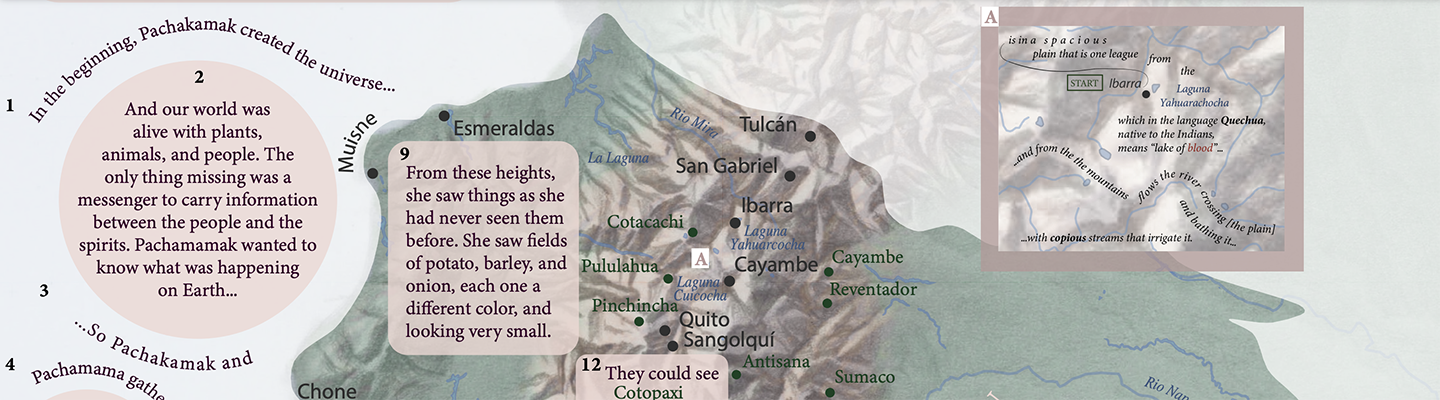 1
In the beginning, Pachakamak created the universe...
2
And our world was
alive with plants,
animals, and people. The
only thing missing was a
messenger to carry information
between the people and the
spirits. Pachamamak wanted to
know what was happening
on Earth...
3
...So Pachakamak and
4
Pachamama gathe
Muisne
Esmeraldas
9
From these heights,
she saw things as she
had never seen them
before. She saw fields
of potato, barley, and
onion, each one a
different color, and
looking very small.
Chone
La Laguna
Rio Mira
Tulcán
San Gabriel
Ibarra
Cotacachi
Laguna
Yahuarcocha
A
Pululahua
Cayambe
Cayambe
Laguna
Cuicocha
Reventador
Pinchincha
Quito
Sangolquí
12 They could see
Cotopaxi
Antisana
Sumaco
Rio Nap
A
is in a spacious
plain that is one league
from
the
START
Ibarra
Laguna
Yahuarachocha
which in the language Quechua,
native to the Indians,
means “lake of blood”...
...and from the the mountains
flows the river crossing [the plain]
and bathing it...
...with copious streams that irrigate it.